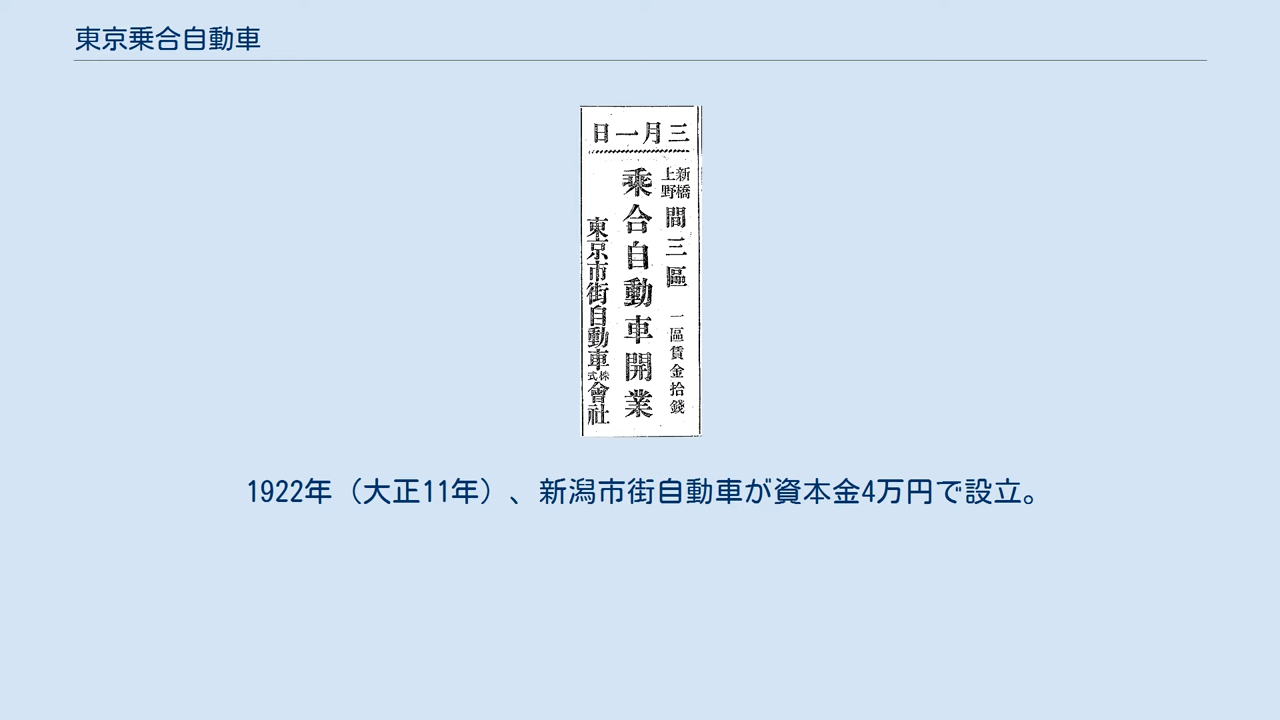 東京乗合自動車
日一月三
新橋
上野
間三區 一區賃金拾錢
乘合自動車開業
東京市街自動車株式會社
1922年（大正11年）、新潟市街自動車が資本金4万円で設立。